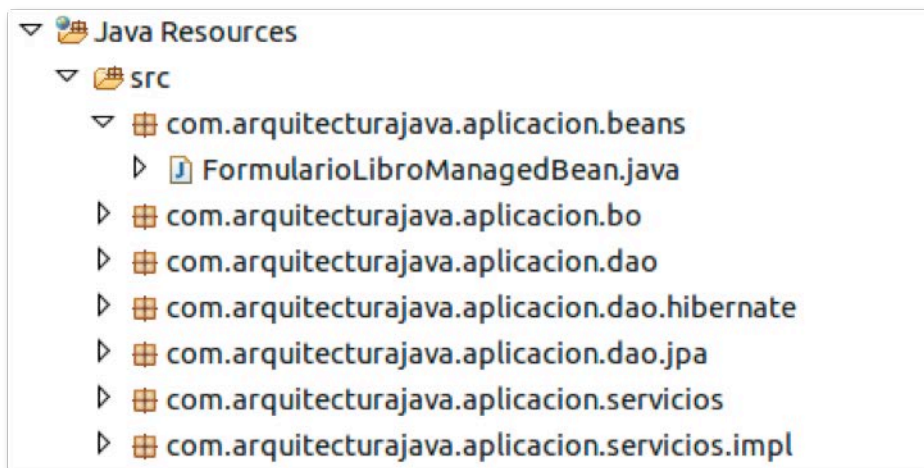 Java Resources
src
com.arquitecturajava.aplicacion.beans
FormularioLibroManagedBean.java
com.arquitecturajava.aplicacion.bo
com.arquitecturajava.aplicacion.dao
com.arquitecturajava.aplicacion.dao.hibernate
com.arquitecturajava.aplicacion.dao.jpa
com.arquitecturajava.aplicacion.servicios
com.arquitecturajava.aplicacion.servicios.impl